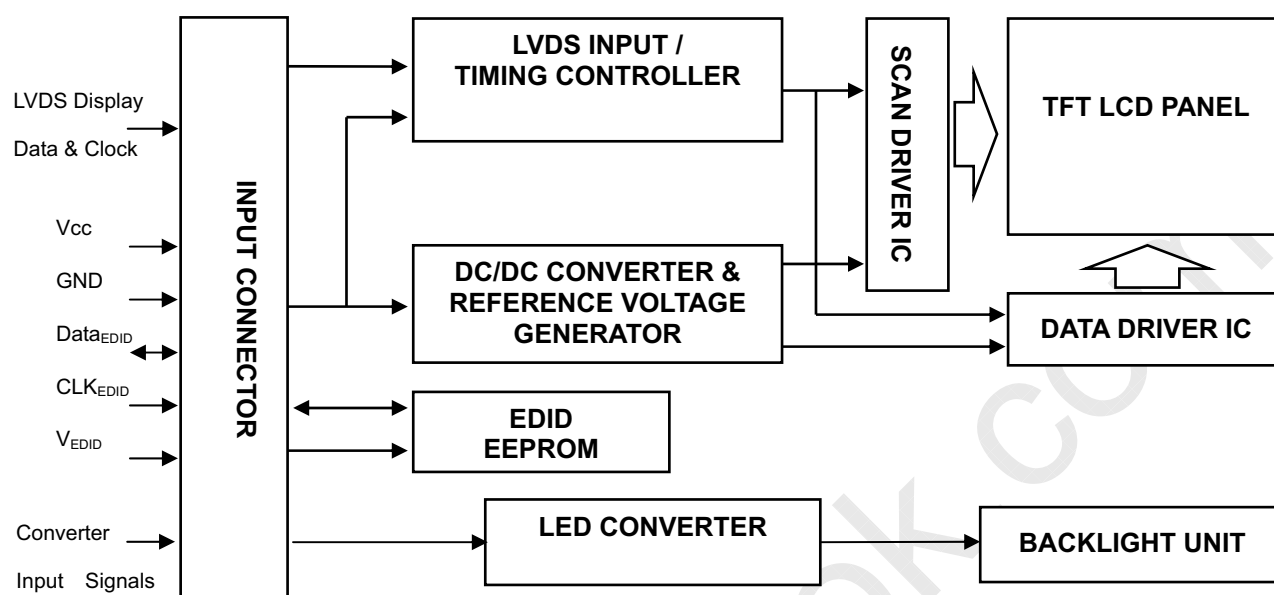 LVDS Display
Data & Clock
Vcc
GND
DataEDID
CLKEDID
VEDID
Converter
Input Signals
INPUT CONNECTOR
LVDS INPUT /
TIMING CONTROLLER
DC/DC CONVERTER &
REFERENCE VOLTAGE
GENERATOR
EDID
EEPROM
LED CONVERTER
SCAN DRIVER IC
TFT LCD PANEL
DATA DRIVER IC
BACKLIGHT UNIT